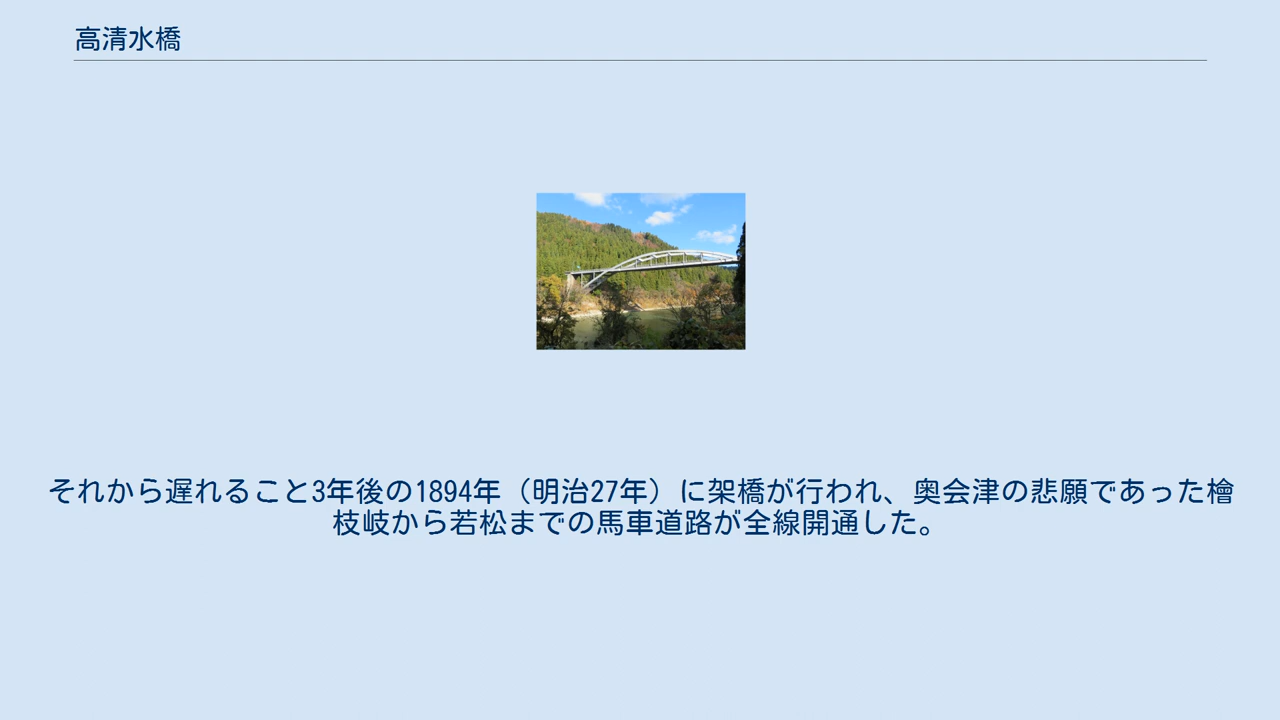 高清水橋
それから遅れること3年後の1894年（明治27年）に架橋が行われ、奥会津の悲願であった檜
枝岐から若松までの馬車道路が全線開通した。